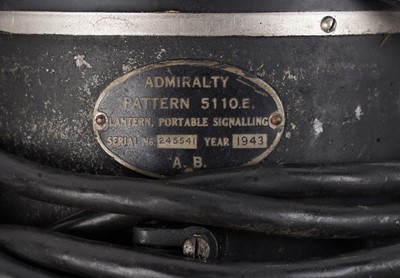 ADMIRALTY
PATTERN 5110.E.
LANTERN, PORTABLE SIGNALLING
SERIAL No. 245541 YEAR 1943
A. B.